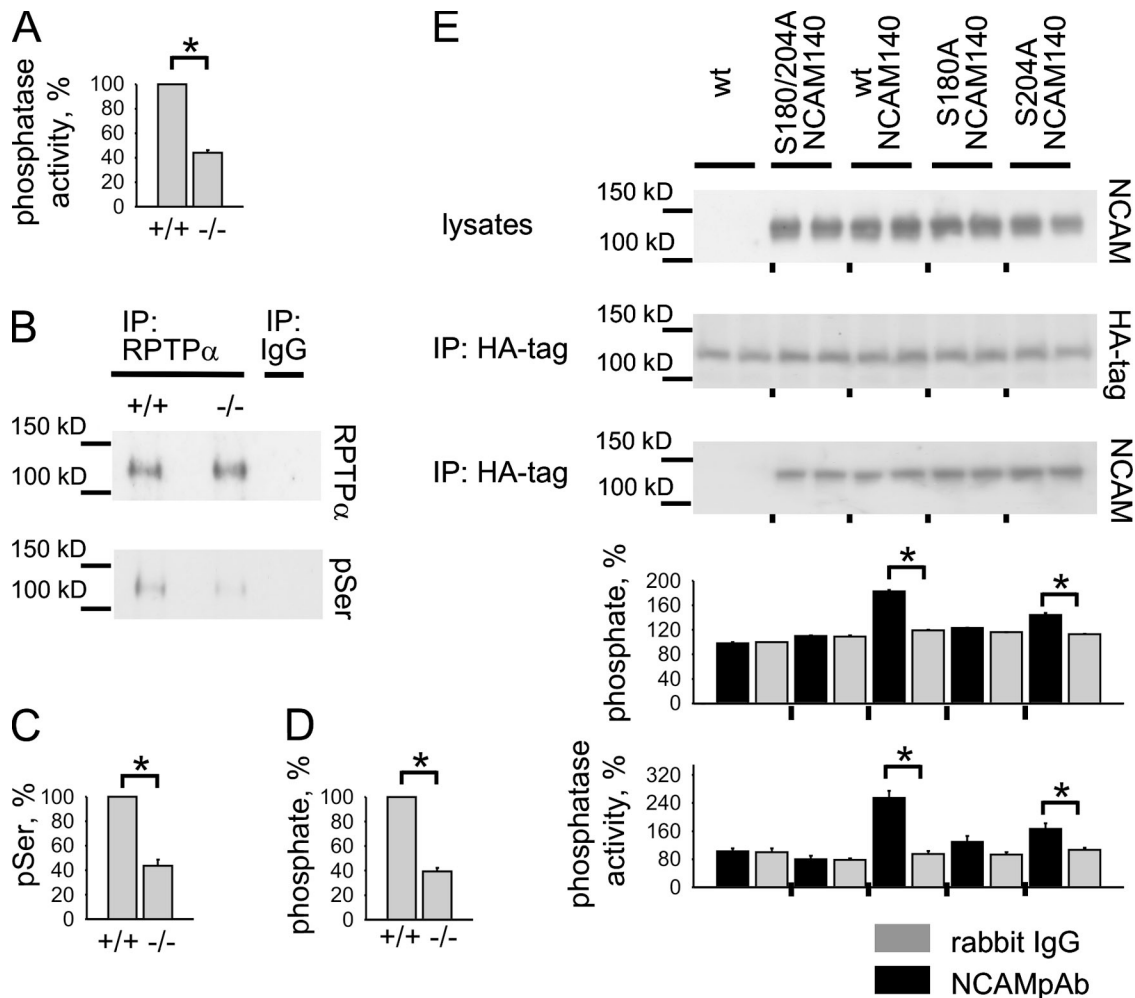 A
*
phosphatase
activity, %
100
80
60
40
20
0
+/+ -/-
B
IP:
RPTPα
IP:
IgG
+/+ -/-
150 kD
100 kD
RPTPα
150 kD
100 kD
pSer
C
*
pSer, %
100
80
60
40
20
0
+/+ -/-
D
*
phosphate, %
100
80
60
40
20
0
+/+ -/-
E
wt
S180/204A
NCAM140
wt
NCAM140
S180A
NCAM140
S204A
NCAM140
lysates
150 kD
100 kD
NCAM
IP: HA-tag
150 kD
100 kD
HA-tag
IP: HA-tag
150 kD
100 kD
NCAM
phosphate, %
200
160
120
80
40
0
*
*
phosphatase
activity, %
320
240
160
80
0
*
*
rabbit IgG
NCAMpAb